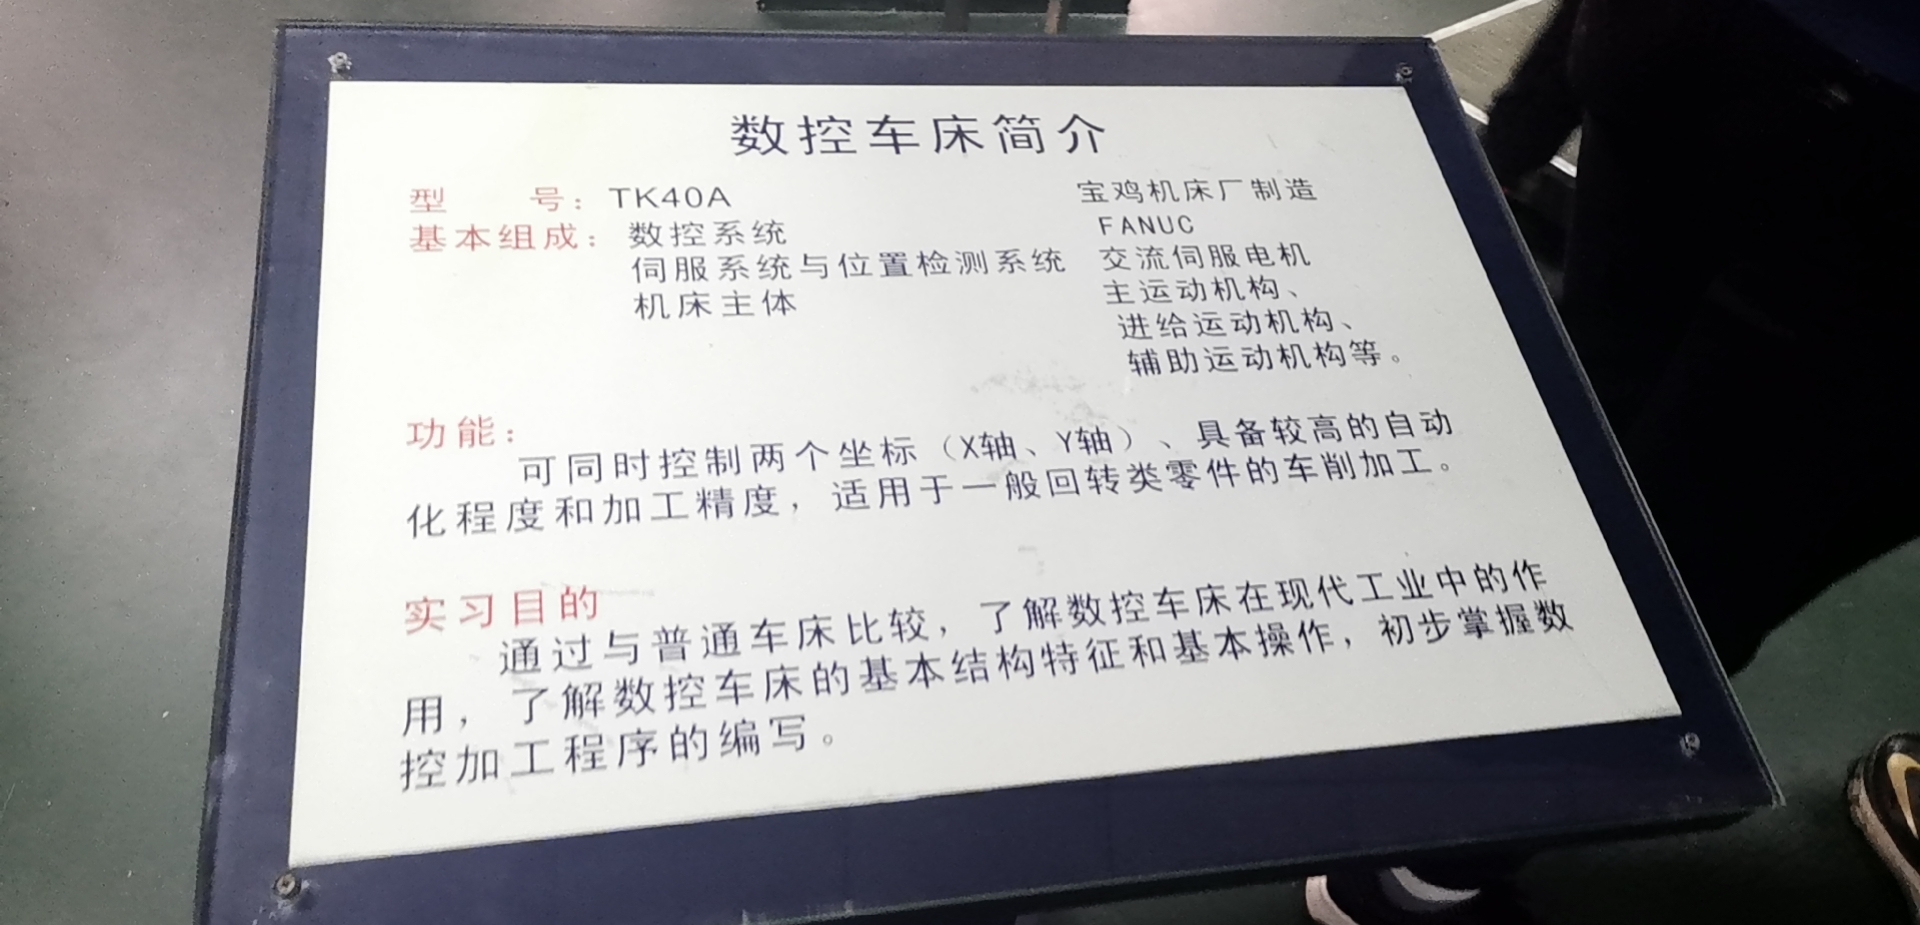 数控车床简介
型 号：TK40A 宝鸡机床厂制造
基本组成：数控系统 FANUC
伺服系统与位置检测系统 交流伺服电机
机床主体 主运动机构、
进给运动机构、
辅助运动机构等。
功能：
可同时控制两个坐标（X轴、Y轴）、具备较高的自动
化程度和加工精度，适用于一般回转类零件的车削加工。
实习目的
通过与普通车床比较，了解数控车床在现代工业中的作
用，了解数控车床的基本结构特征和基本操作，初步掌握数
控加工程序的编写。